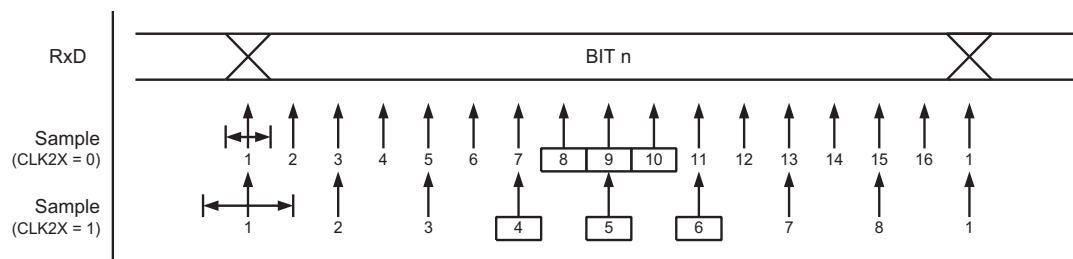 RxD BIT n
Sample
(CLK2X = 0) 1 2 3 4 5 6 7 8 9 10 11 12 13 14 15 16 1
Sample
(CLK2X = 1) 1 2 3 4 5 6 7 8 1